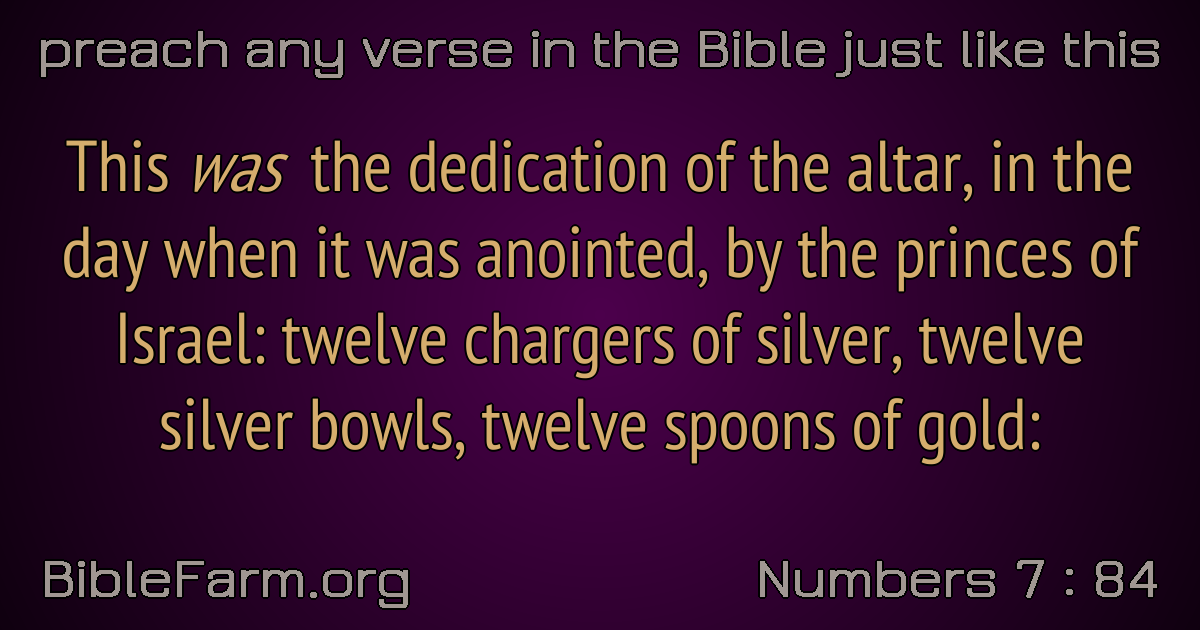 preach any verse in the Bible just like this
This was the dedication of the altar, in the
day when it was anointed, by the princes of
Israel: twelve chargers of silver, twelve
silver bowls, twelve spoons of gold:
BibleFarm.org
Numbers 7 : 84